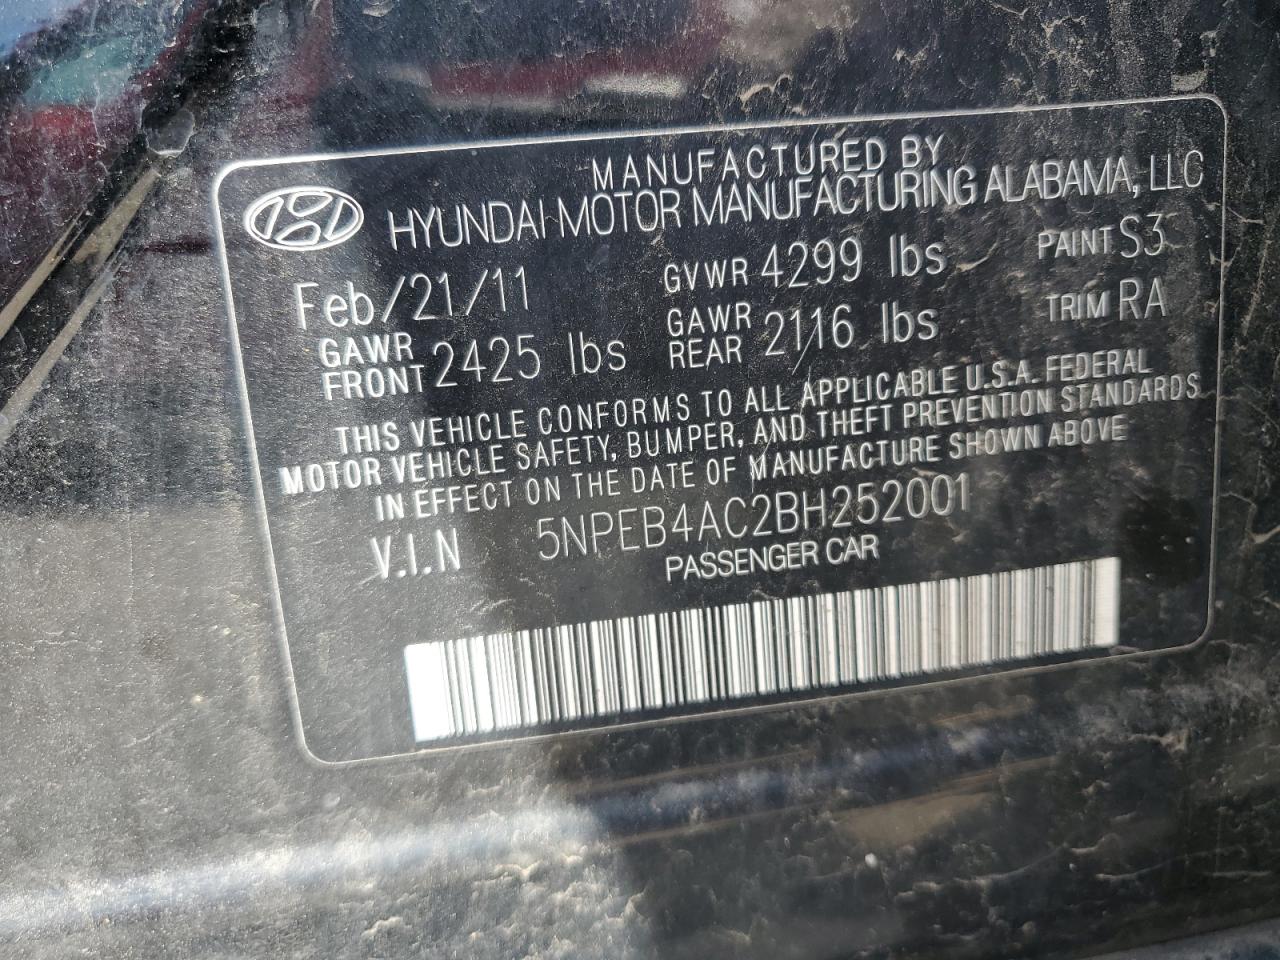 MANUFACTURED BY
HYUNDAI MOTOR MANUFACTURING ALABAMA, LLC
Feb/21/11 GVWR 4299 lbs PAINT S3
GAWR FRONT 2425 lbs GAWR REAR 2116 lbs TRIM RA
THIS VEHICLE CONFORMS TO ALL APPLICABLE U.S.A. FEDERAL
MOTOR VEHICLE SAFETY, BUMPER, AND THEFT PREVENTION STANDARDS
IN EFFECT ON THE DATE OF MANUFACTURE SHOWN ABOVE
V.I.N 5NPEB4AC2BH252001
PASSENGER CAR